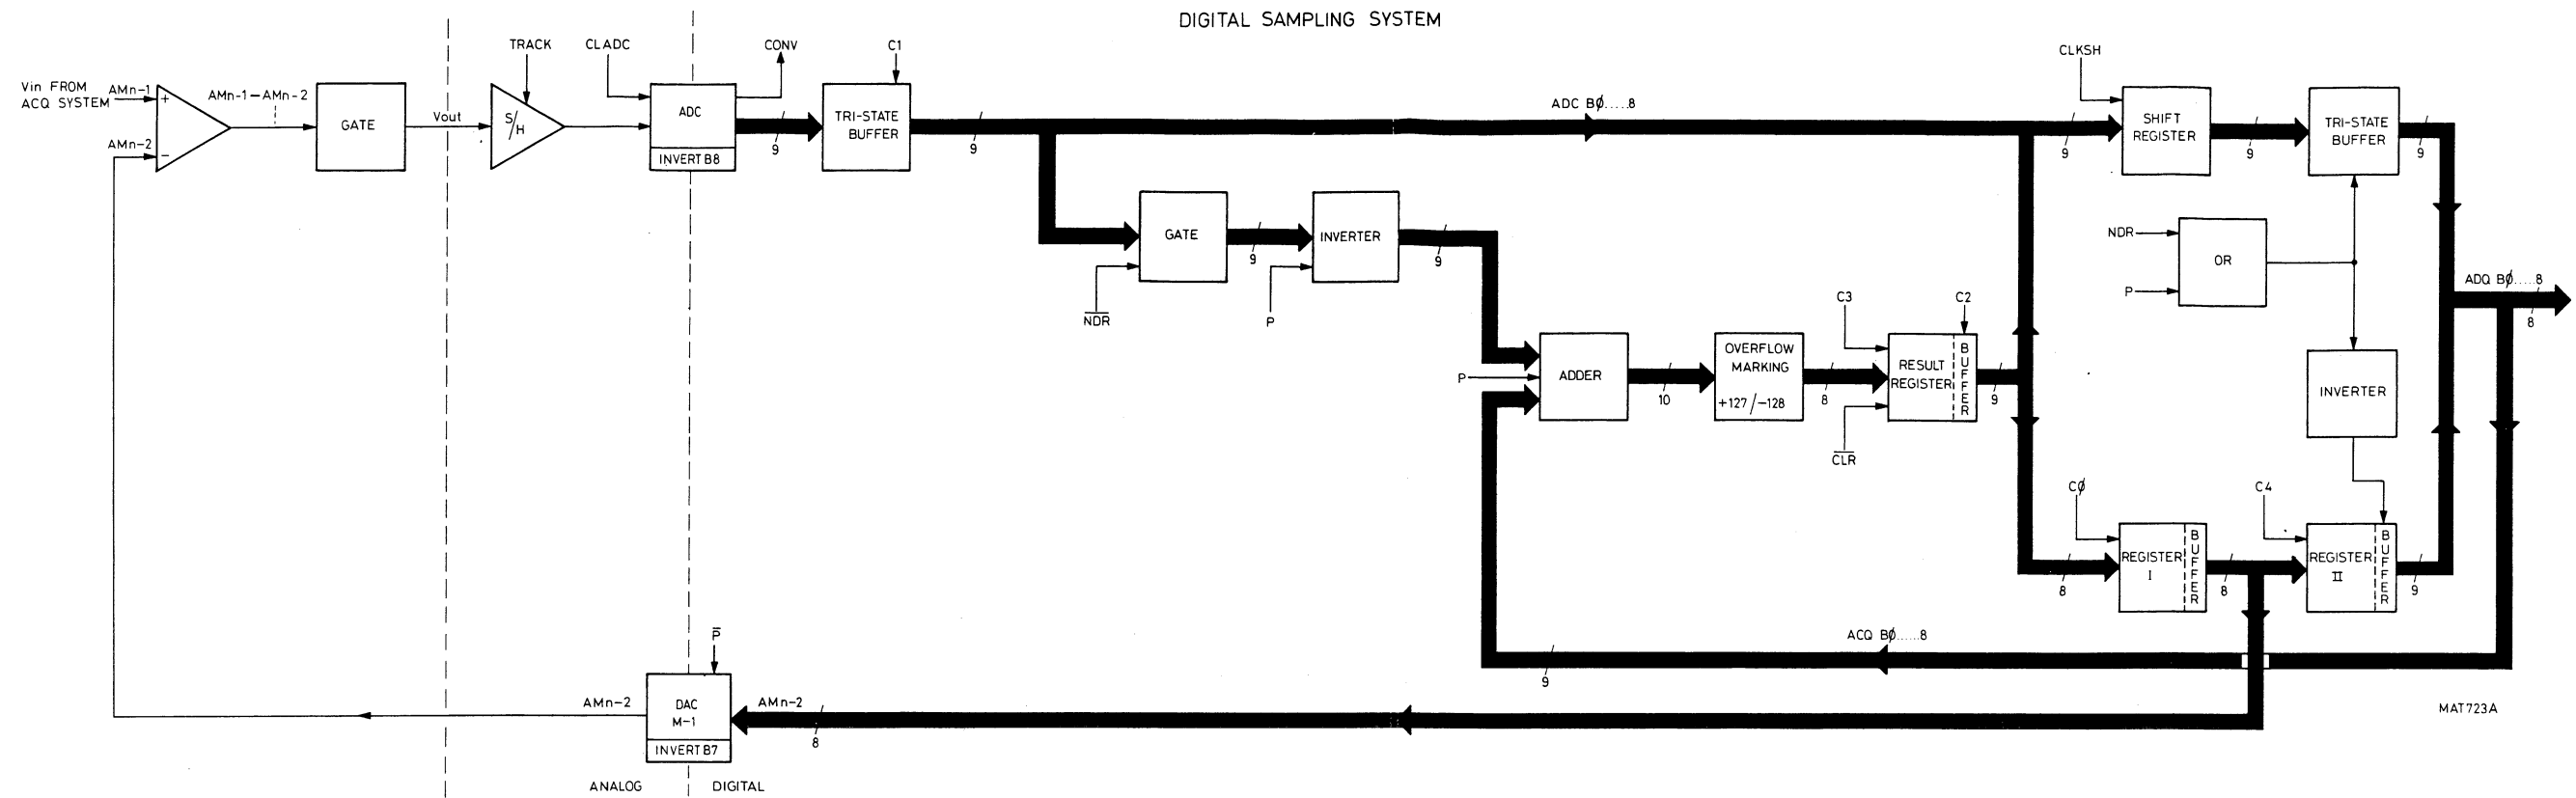 DIGITAL SAMPLING SYSTEM
Vin FROM
ACQ SYSTEM
AMn-1
+
AMn-2
−
AMn-1—AMn-2
GATE
Vout
TRACK
S/H
CLADC
CONV
ADC
INVERT B8
9
C1
TRI-STATE
BUFFER
9
ADC BØ.....8
9
CLKSH
SHIFT
REGISTER
9
TRI-STATE
BUFFER
9
GATE
N̅D̅R̅
9
INVERTER
P
9
NDR
P
OR
ADQ BØ.....8
8
P
ADDER
10
OVERFLOW
MARKING
+127/−128
8
C3
C2
RESULT
REGISTER
BUFFER
C̅L̅R̅
9
INVERTER
CØ
8
REGISTER
I
BUFFER
8
C4
REGISTER
II
BUFFER
9
ACQ BØ......8
9
P̅
DAC
M-1
INVERT B7
AMn-2
AMn-2
8
MAT723A
ANALOG
DIGITAL